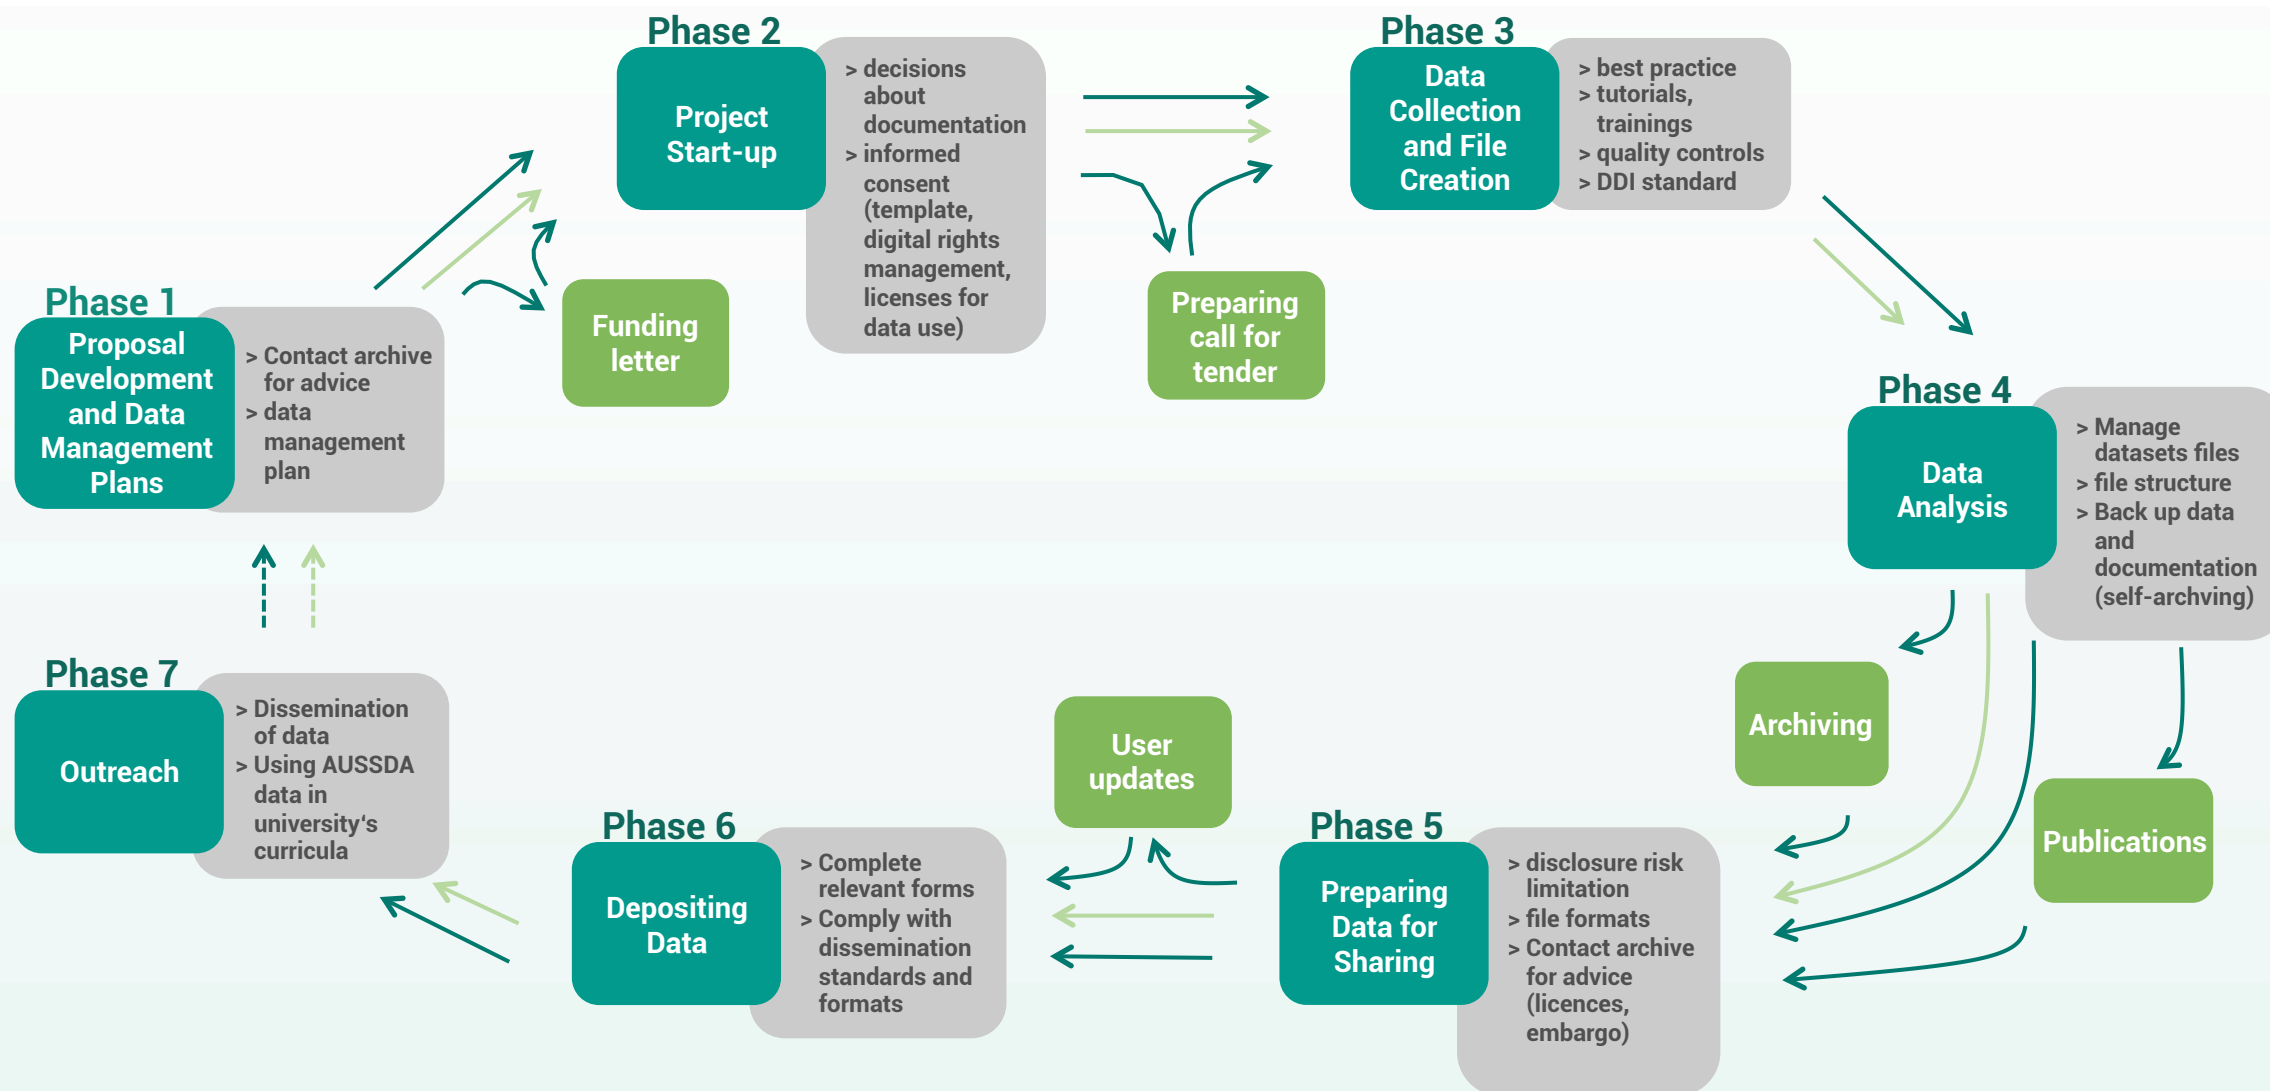 Phase 1
Proposal
Development
and Data
Management
Plans
> Contact archive
for advice
> data
management
plan
Funding
letter
Phase 2
Project
Start-up
> decisions
about
documentation
> informed
consent
(template,
digital rights
management,
licenses for
data use)
Preparing
call for
tender
Phase 3
Data
Collection
and File
Creation
> best practice
> tutorials,
trainings
> quality controls
> DDI standard
Phase 4
Data
Analysis
> Manage
datasets files
> file structure
> Back up data
and
documentation
(self-archving)
Archiving
Publications
Phase 5
Preparing
Data for
Sharing
> disclosure risk
limitation
> file formats
> Contact archive
for advice
(licences,
embargo)
User
updates
Phase 6
Depositing
Data
> Complete
relevant forms
> Comply with
dissemination
standards and
formats
Phase 7
Outreach
> Dissemination
of data
> Using AUSSDA
data in
university‘s
curricula